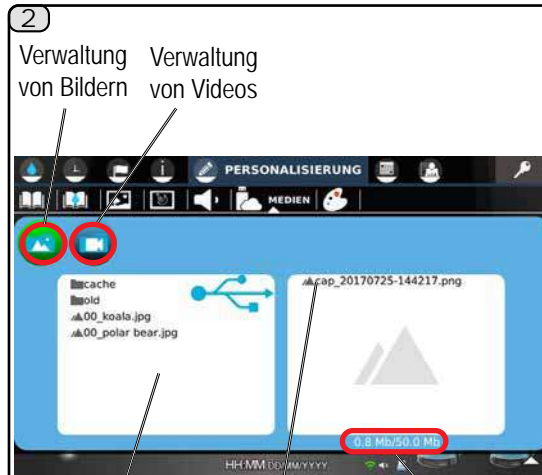 2
Verwaltung von Bildern
Verwaltung von Videos
PERSONALISIERUNG
MEDIEN
cache
old
00_koala.jpg
00_polar bear.jpg
cap_20170725-144217.png
0.8 Mb/50.0 Mb
HH:MM DD/MM/YYYY